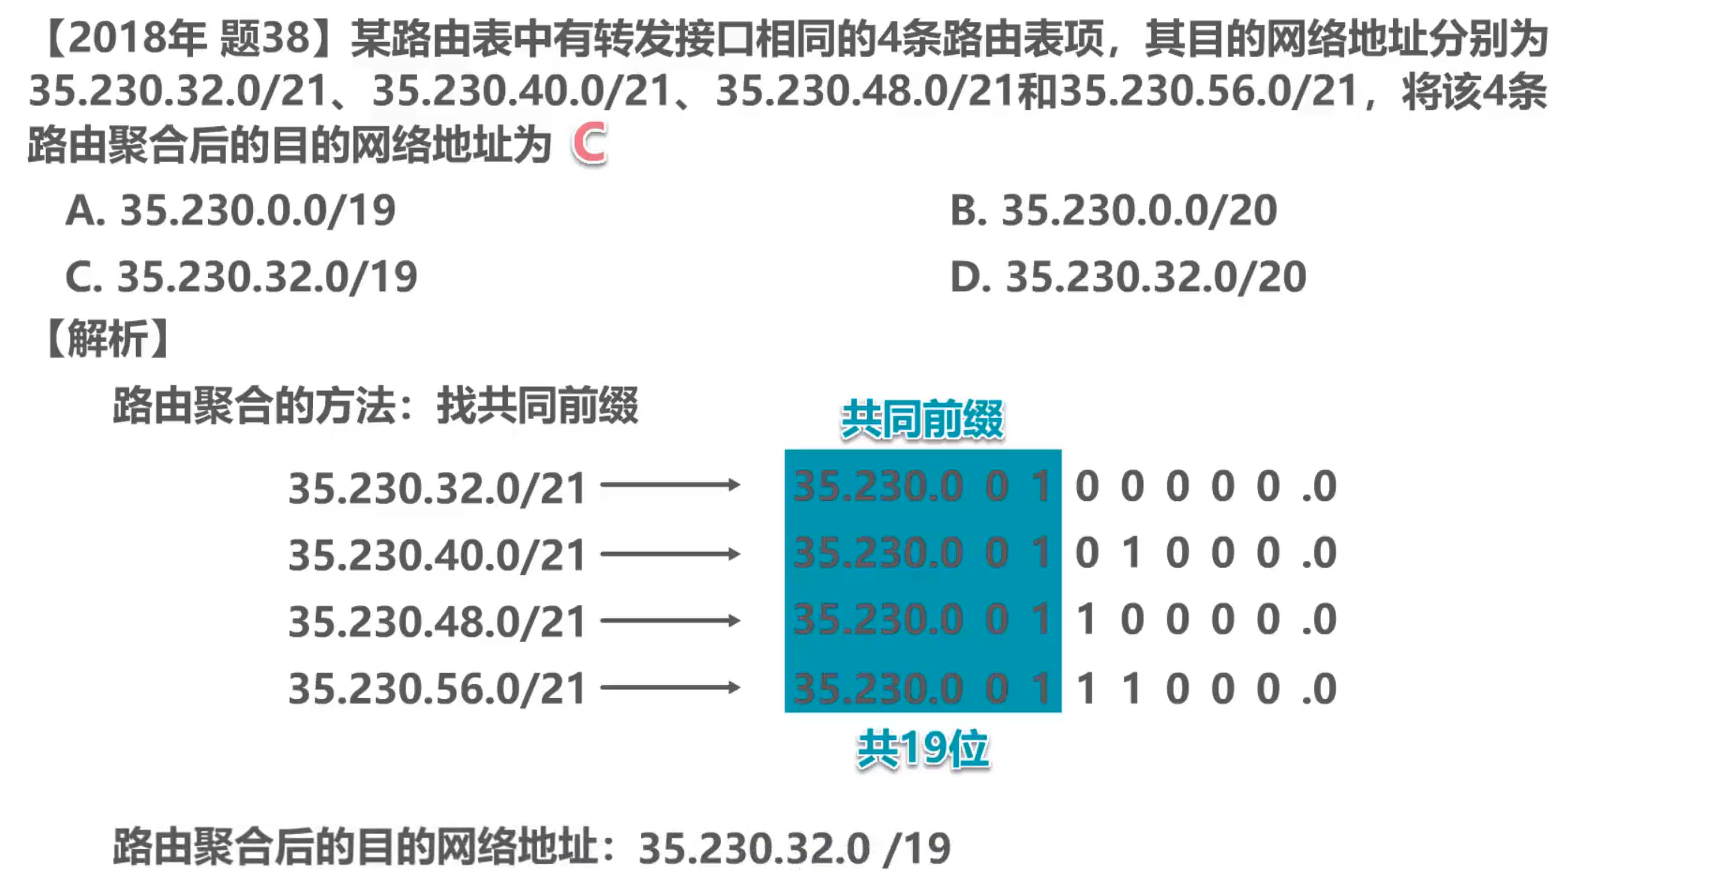 【2018年 题38】某路由表中有转发接口相同的4条路由表项，其目的网络地址分别为
35.230.32.0/21、35.230.40.0/21、35.230.48.0/21和35.230.56.0/21，将该4条
路由聚合后的目的网络地址为 C
A. 35.230.0.0/19 B. 35.230.0.0/20
C. 35.230.32.0/19 D. 35.230.32.0/20
【解析】
路由聚合的方法：找共同前缀
共同前缀
35.230.32.0/21 35.230.0 0 1 0 0 0 0 0 .0
35.230.40.0/21 35.230.0 0 1 0 1 0 0 0 .0
35.230.48.0/21 35.230.0 0 1 1 0 0 0 0 .0
35.230.56.0/21 35.230.0 0 1 1 1 0 0 0 .0
共19位
路由聚合后的目的网络地址：35.230.32.0 /19